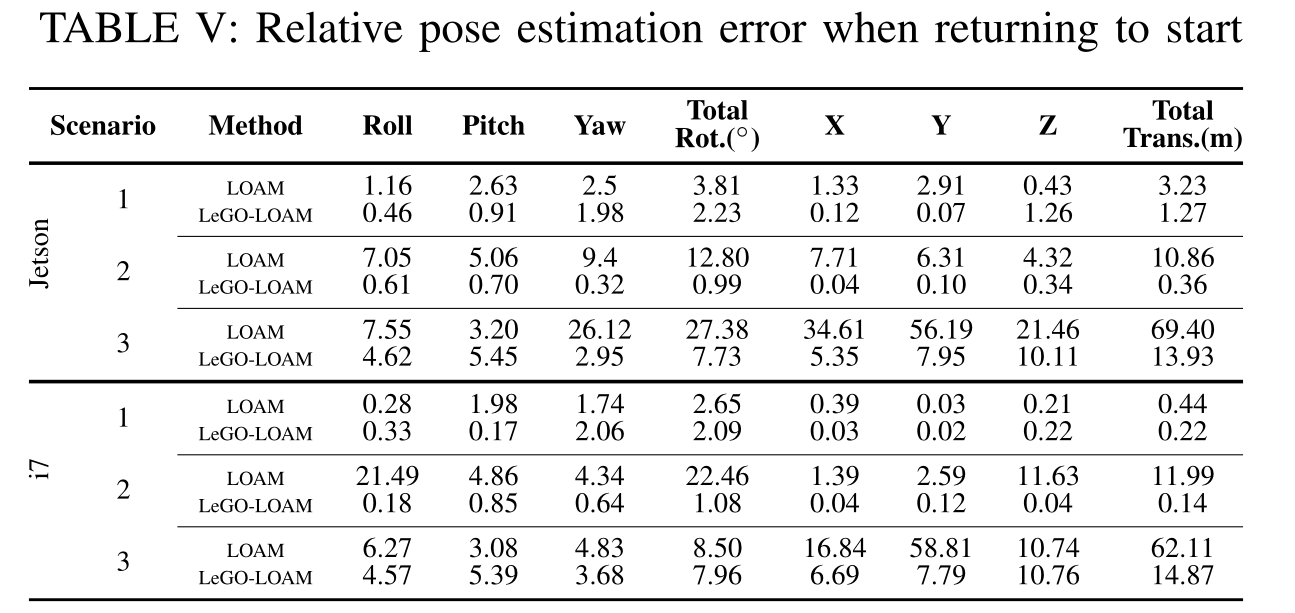 TABLE V: Relative pose estimation error when returning to start
Scenario Method Roll Pitch Yaw Total Rot.(°) X Y Z Total Trans.(m)
Jetson
1 LOAM 1.16 2.63 2.5 3.81 1.33 2.91 0.43 3.23
LeGO-LOAM 0.46 0.91 1.98 2.23 0.12 0.07 1.26 1.27
2 LOAM 7.05 5.06 9.4 12.80 7.71 6.31 4.32 10.86
LeGO-LOAM 0.61 0.70 0.32 0.99 0.04 0.10 0.34 0.36
3 LOAM 7.55 3.20 26.12 27.38 34.61 56.19 21.46 69.40
LeGO-LOAM 4.62 5.45 2.95 7.73 5.35 7.95 10.11 13.93
i7
1 LOAM 0.28 1.98 1.74 2.65 0.39 0.03 0.21 0.44
LeGO-LOAM 0.33 0.17 2.06 2.09 0.03 0.02 0.22 0.22
2 LOAM 21.49 4.86 4.34 22.46 1.39 2.59 11.63 11.99
LeGO-LOAM 0.18 0.85 0.64 1.08 0.04 0.12 0.04 0.14
3 LOAM 6.27 3.08 4.83 8.50 16.84 58.81 10.74 62.11
LeGO-LOAM 4.57 5.39 3.68 7.96 6.69 7.79 10.76 14.87